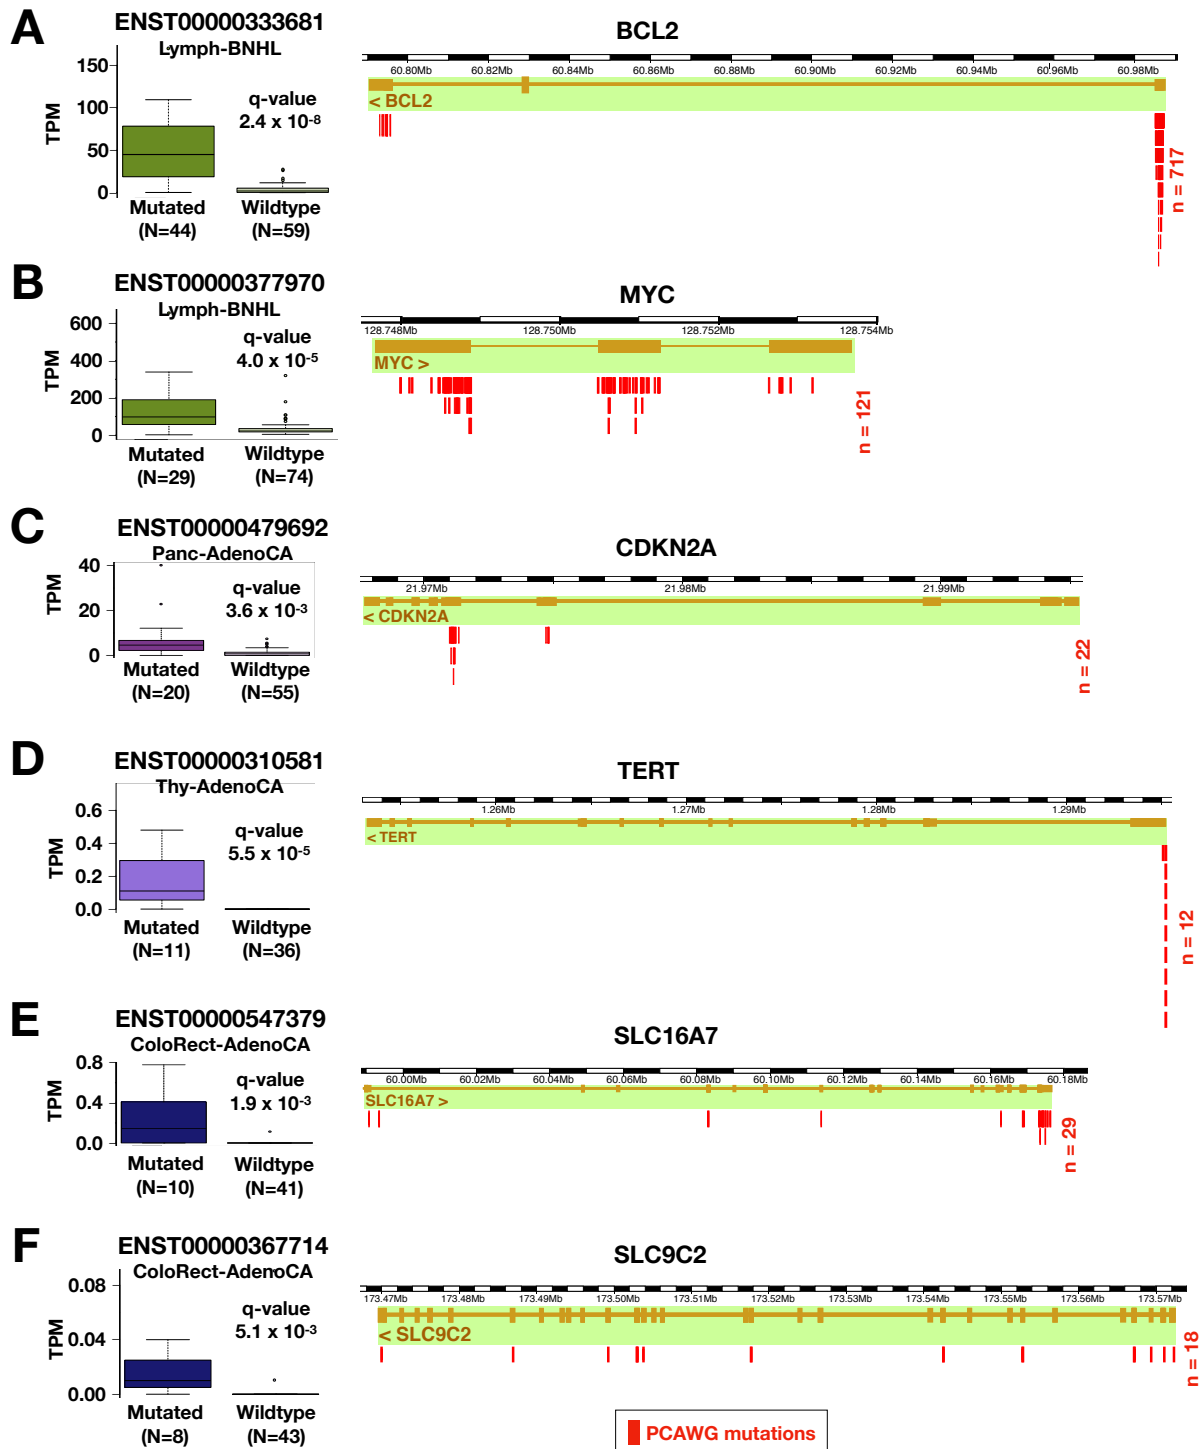 A
ENST00000333681
Lymph-BNHL
TPM
150
100
50
0
q-value
2.4 x 10-8
Mutated
(N=44)
Wildtype
(N=59)
BCL2
60.80Mb 60.82Mb 60.84Mb 60.86Mb 60.88Mb 60.90Mb 60.92Mb 60.94Mb 60.96Mb 60.98Mb
< BCL2
n = 717
B
ENST00000377970
Lymph-BNHL
TPM
600
400
200
0
q-value
4.0 x 10-5
Mutated
(N=29)
Wildtype
(N=74)
MYC
128.748Mb 128.750Mb 128.752Mb 128.754Mb
MYC >
n = 121
C
ENST00000479692
Panc-AdenoCA
TPM
40
20
0
q-value
3.6 x 10-3
Mutated
(N=20)
Wildtype
(N=55)
CDKN2A
21.97Mb 21.98Mb 21.99Mb
< CDKN2A
n = 22
D
ENST00000310581
Thy-AdenoCA
TPM
0.6
0.4
0.2
0.0
q-value
5.5 x 10-5
Mutated
(N=11)
Wildtype
(N=36)
TERT
1.26Mb 1.27Mb 1.28Mb 1.29Mb
< TERT
n = 12
E
ENST00000547379
ColoRect-AdenoCA
TPM
0.8
0.4
0.0
q-value
1.9 x 10-3
Mutated
(N=10)
Wildtype
(N=41)
SLC16A7
60.00Mb 60.02Mb 60.04Mb 60.06Mb 60.08Mb 60.10Mb 60.12Mb 60.14Mb 60.16Mb 60.18Mb
SLC16A7 >
n = 29
F
ENST00000367714
ColoRect-AdenoCA
TPM
0.08
0.04
0.00
q-value
5.1 x 10-3
Mutated
(N=8)
Wildtype
(N=43)
SLC9C2
173.47Mb 173.48Mb 173.49Mb 173.50Mb 173.51Mb 173.52Mb 173.53Mb 173.54Mb 173.55Mb 173.56Mb 173.57Mb
< SLC9C2
n = 18
PCAWG mutations